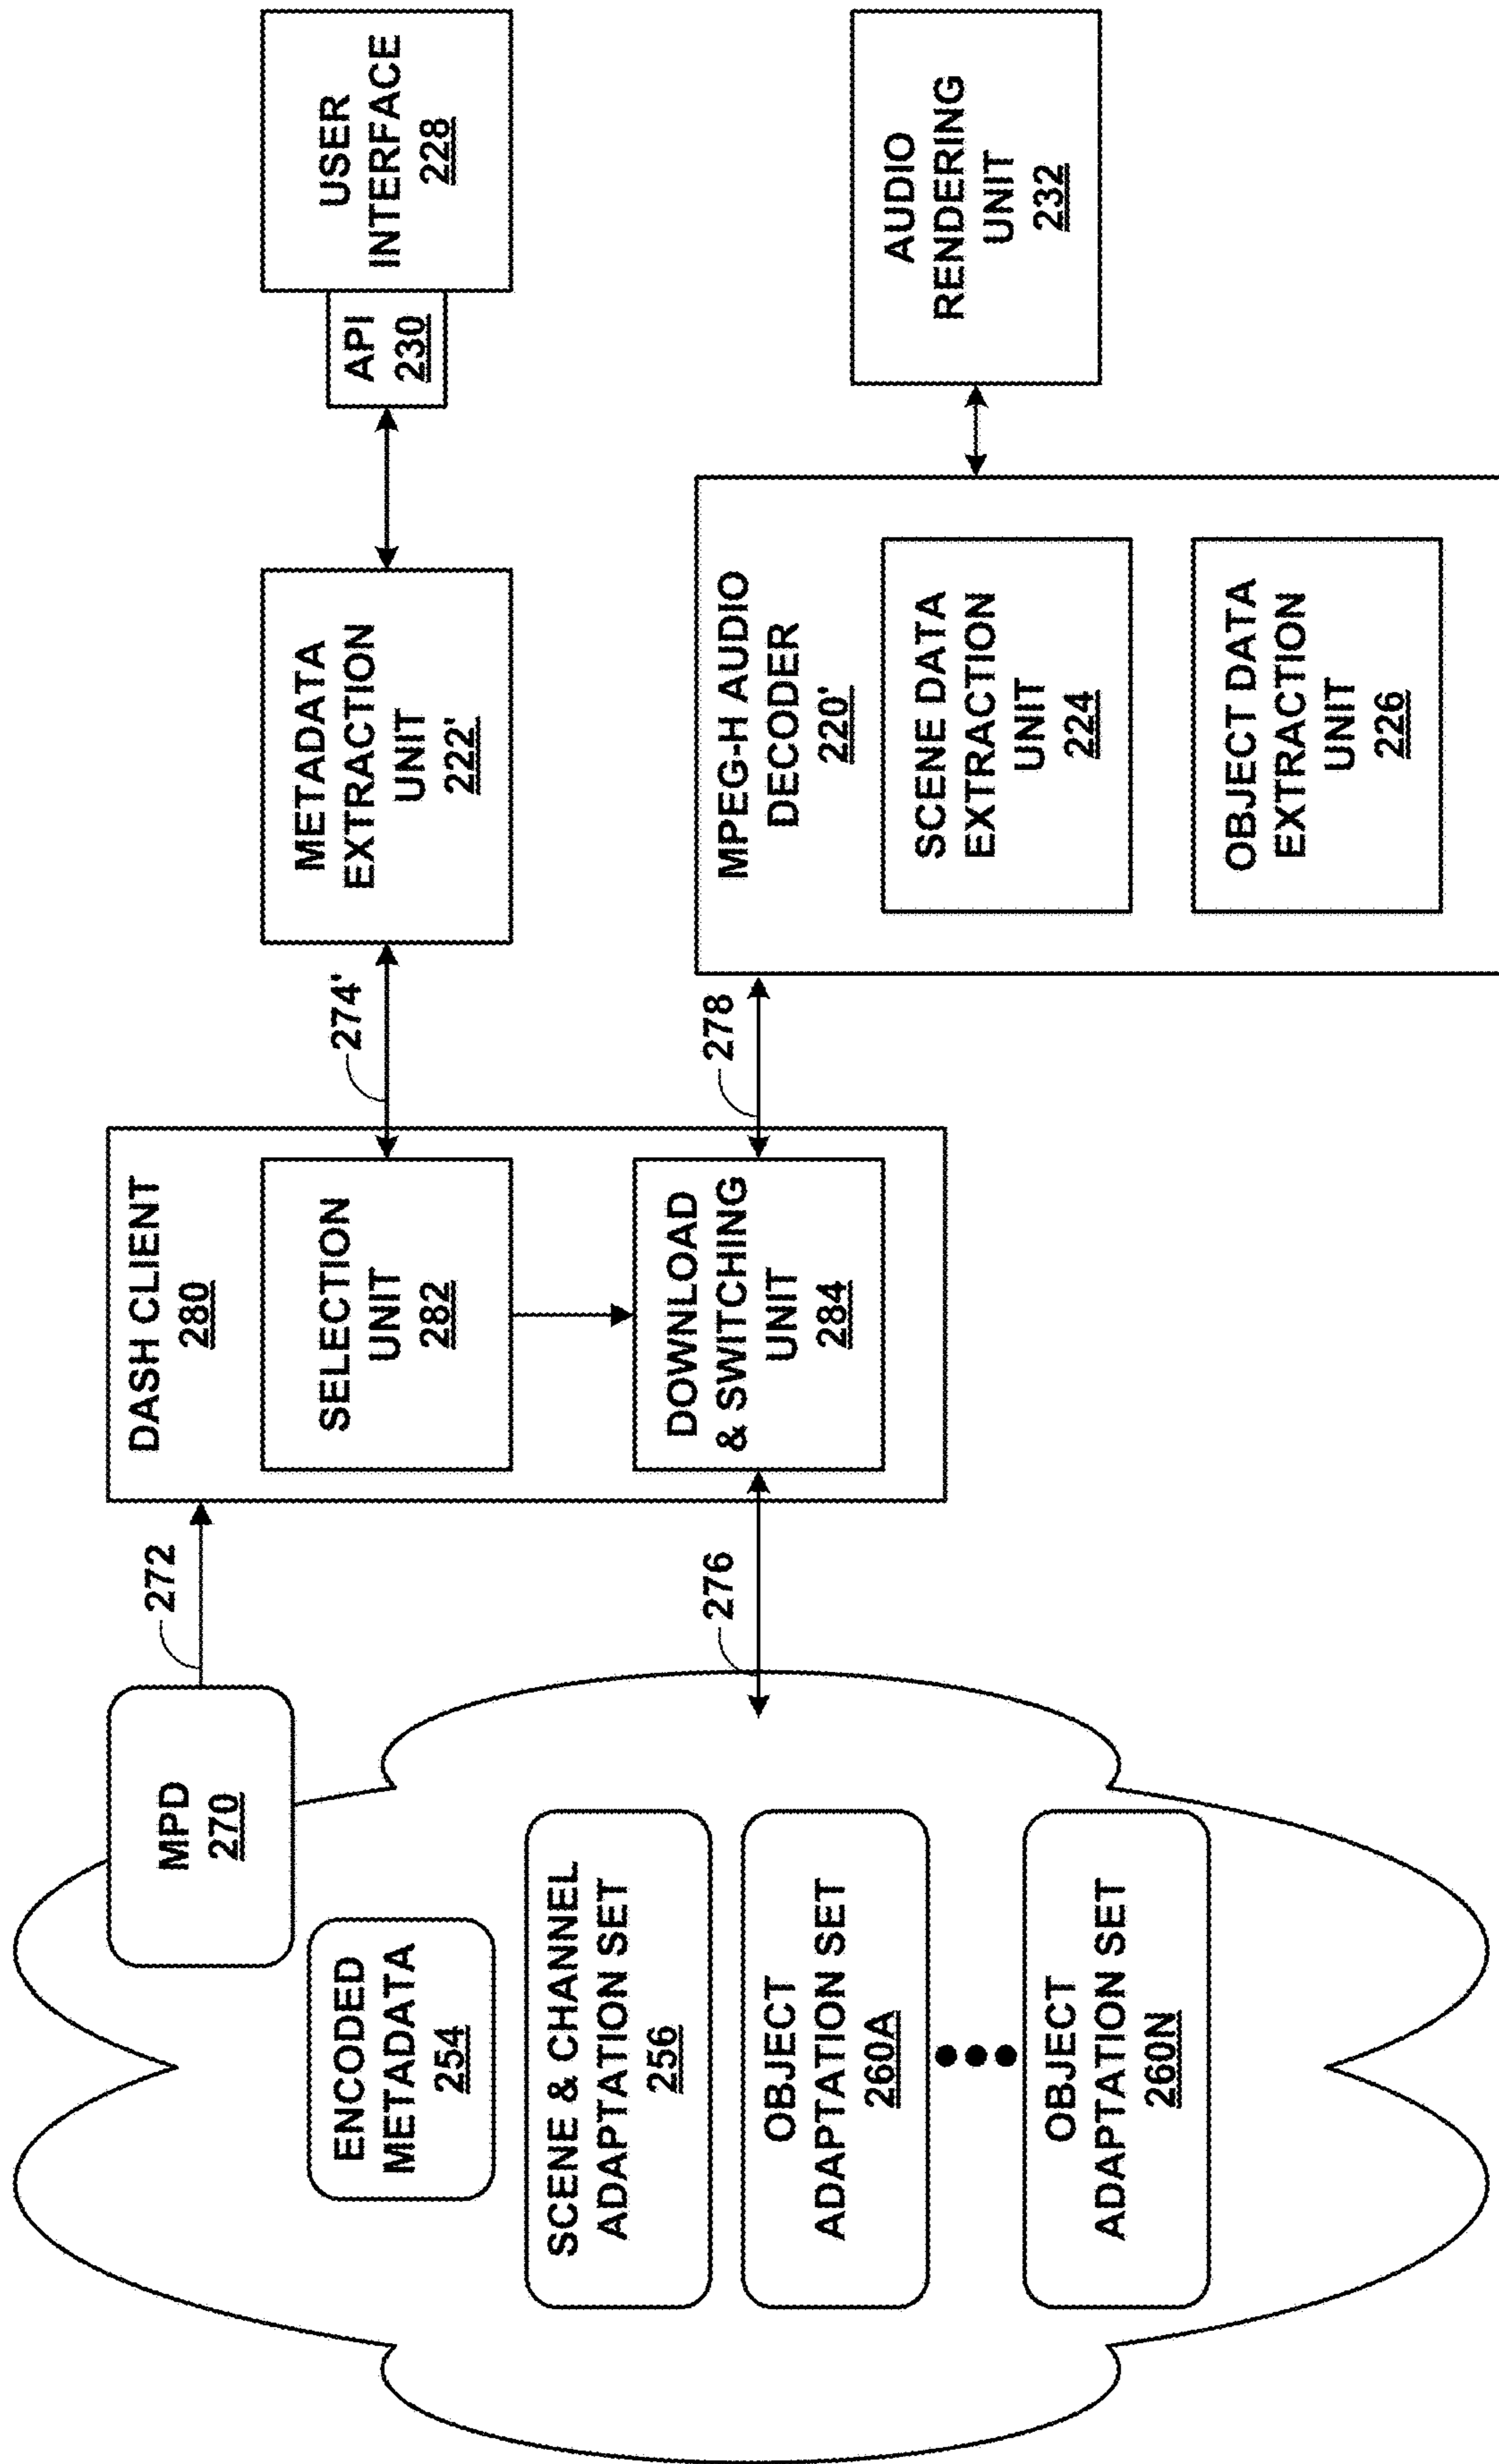 MPD
270
272
ENCODED
METADATA
254
SCENE & CHANNEL
ADAPTATION SET
256
OBJECT
ADAPTATION SET
260A
OBJECT
ADAPTATION SET
260N
276
DASH CLIENT
280
SELECTION
UNIT
282
DOWNLOAD
& SWITCHING
UNIT
284
274'
278
METADATA
EXTRACTION
UNIT
222'
MPEG-H AUDIO
DECODER
220'
SCENE DATA
EXTRACTION
UNIT
224
OBJECT DATA
EXTRACTION
UNIT
226
API
230
USER
INTERFACE
228
AUDIO
RENDERING
UNIT
232